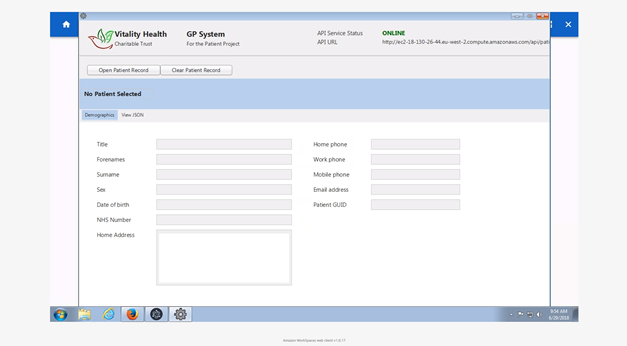 Vitality Health GP System API Service Status ONLINE
Charitable Trust For the Patient Project API URL http://ec2-18-130-26-44.eu-west-2.compute.amazonaws.com/api/pati
Open Patient Record Clear Patient Record
No Patient Selected
Demographics View JSON
Title Home phone
Forenames Work phone
Surname Mobile phone
Sex Email address
Date of birth Patient GUID
NHS Number
Home Address
9:34 AM
6/29/2018
Amazon WorkSpaces web client v1.0.17